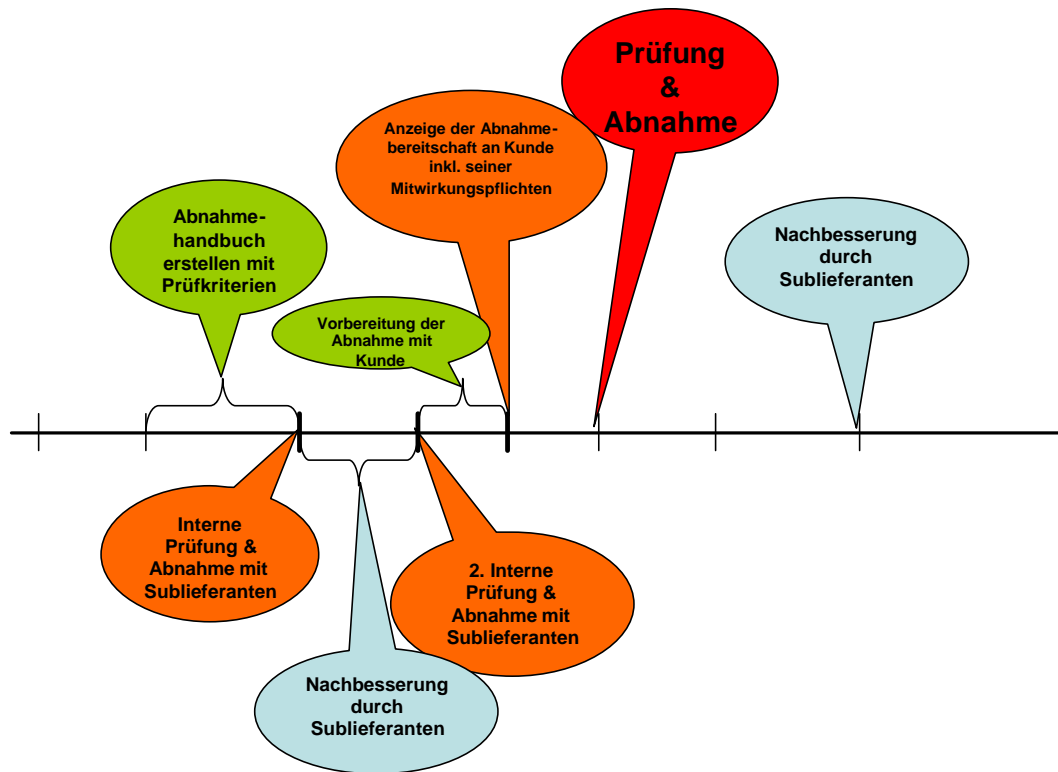 Prüfung
&
Abnahme
Anzeige der Abnahme-
bereitschaft an Kunde
inkl. seiner
Mitwirkungspflichten
Abnahme-
handbuch
erstellen mit
Prüfkriterien
Nachbesserung
durch
Sublieferanten
Vorbereitung der
Abnahme mit
Kunde
Interne
Prüfung &
Abnahme mit
Sublieferanten
2. Interne
Prüfung &
Abnahme mit
Sublieferanten
Nachbesserung
durch
Sublieferanten